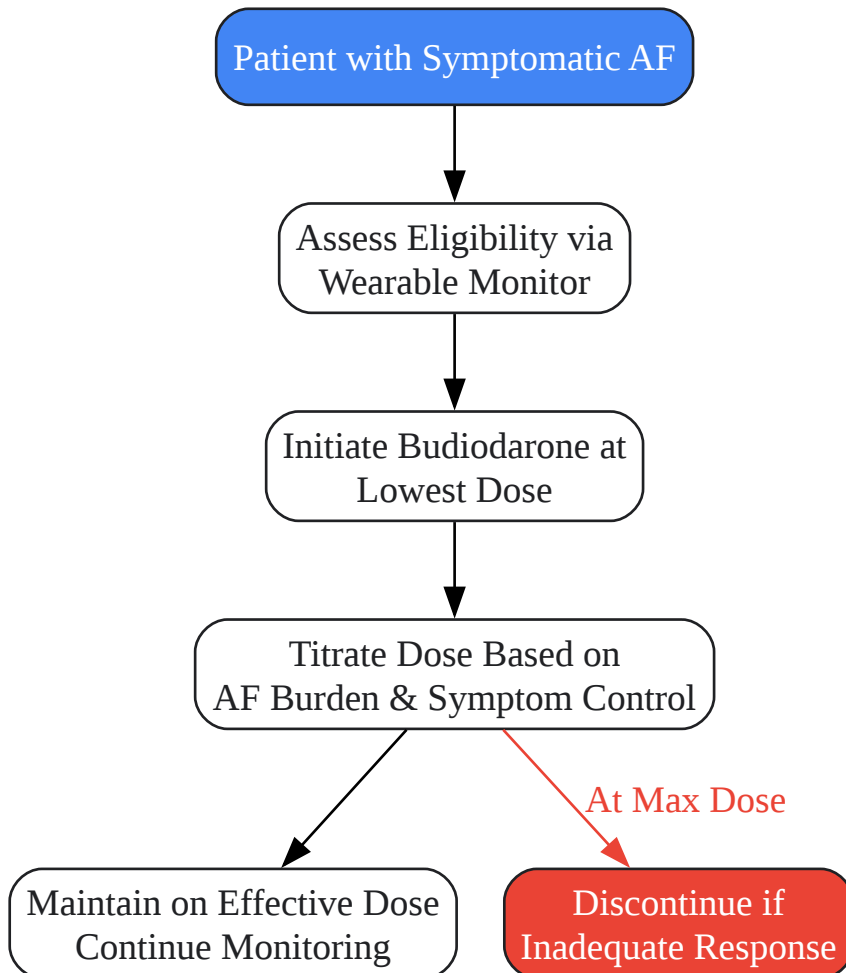 Patient with Symptomatic AF
Assess Eligibility via
Wearable Monitor
Initiate Budiodarone at
Lowest Dose
Titrate Dose Based on
AF Burden & Symptom Control
At Max Dose
Maintain on Effective Dose
Continue Monitoring
Discontinue if
Inadequate Response